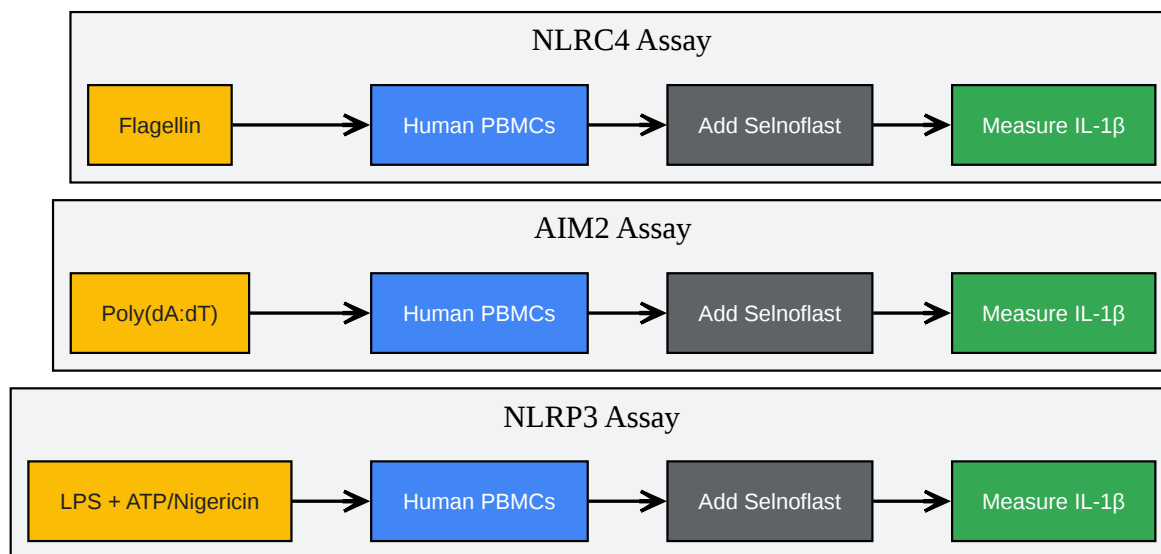 NLRC4 Assay
Flagellin
Human PBMCs
Add Selnoflast
Measure IL-1β
AIM2 Assay
Poly(dA:dT)
Human PBMCs
Add Selnoflast
Measure IL-1β
NLRP3 Assay
LPS + ATP/Nigericin
Human PBMCs
Add Selnoflast
Measure IL-1β